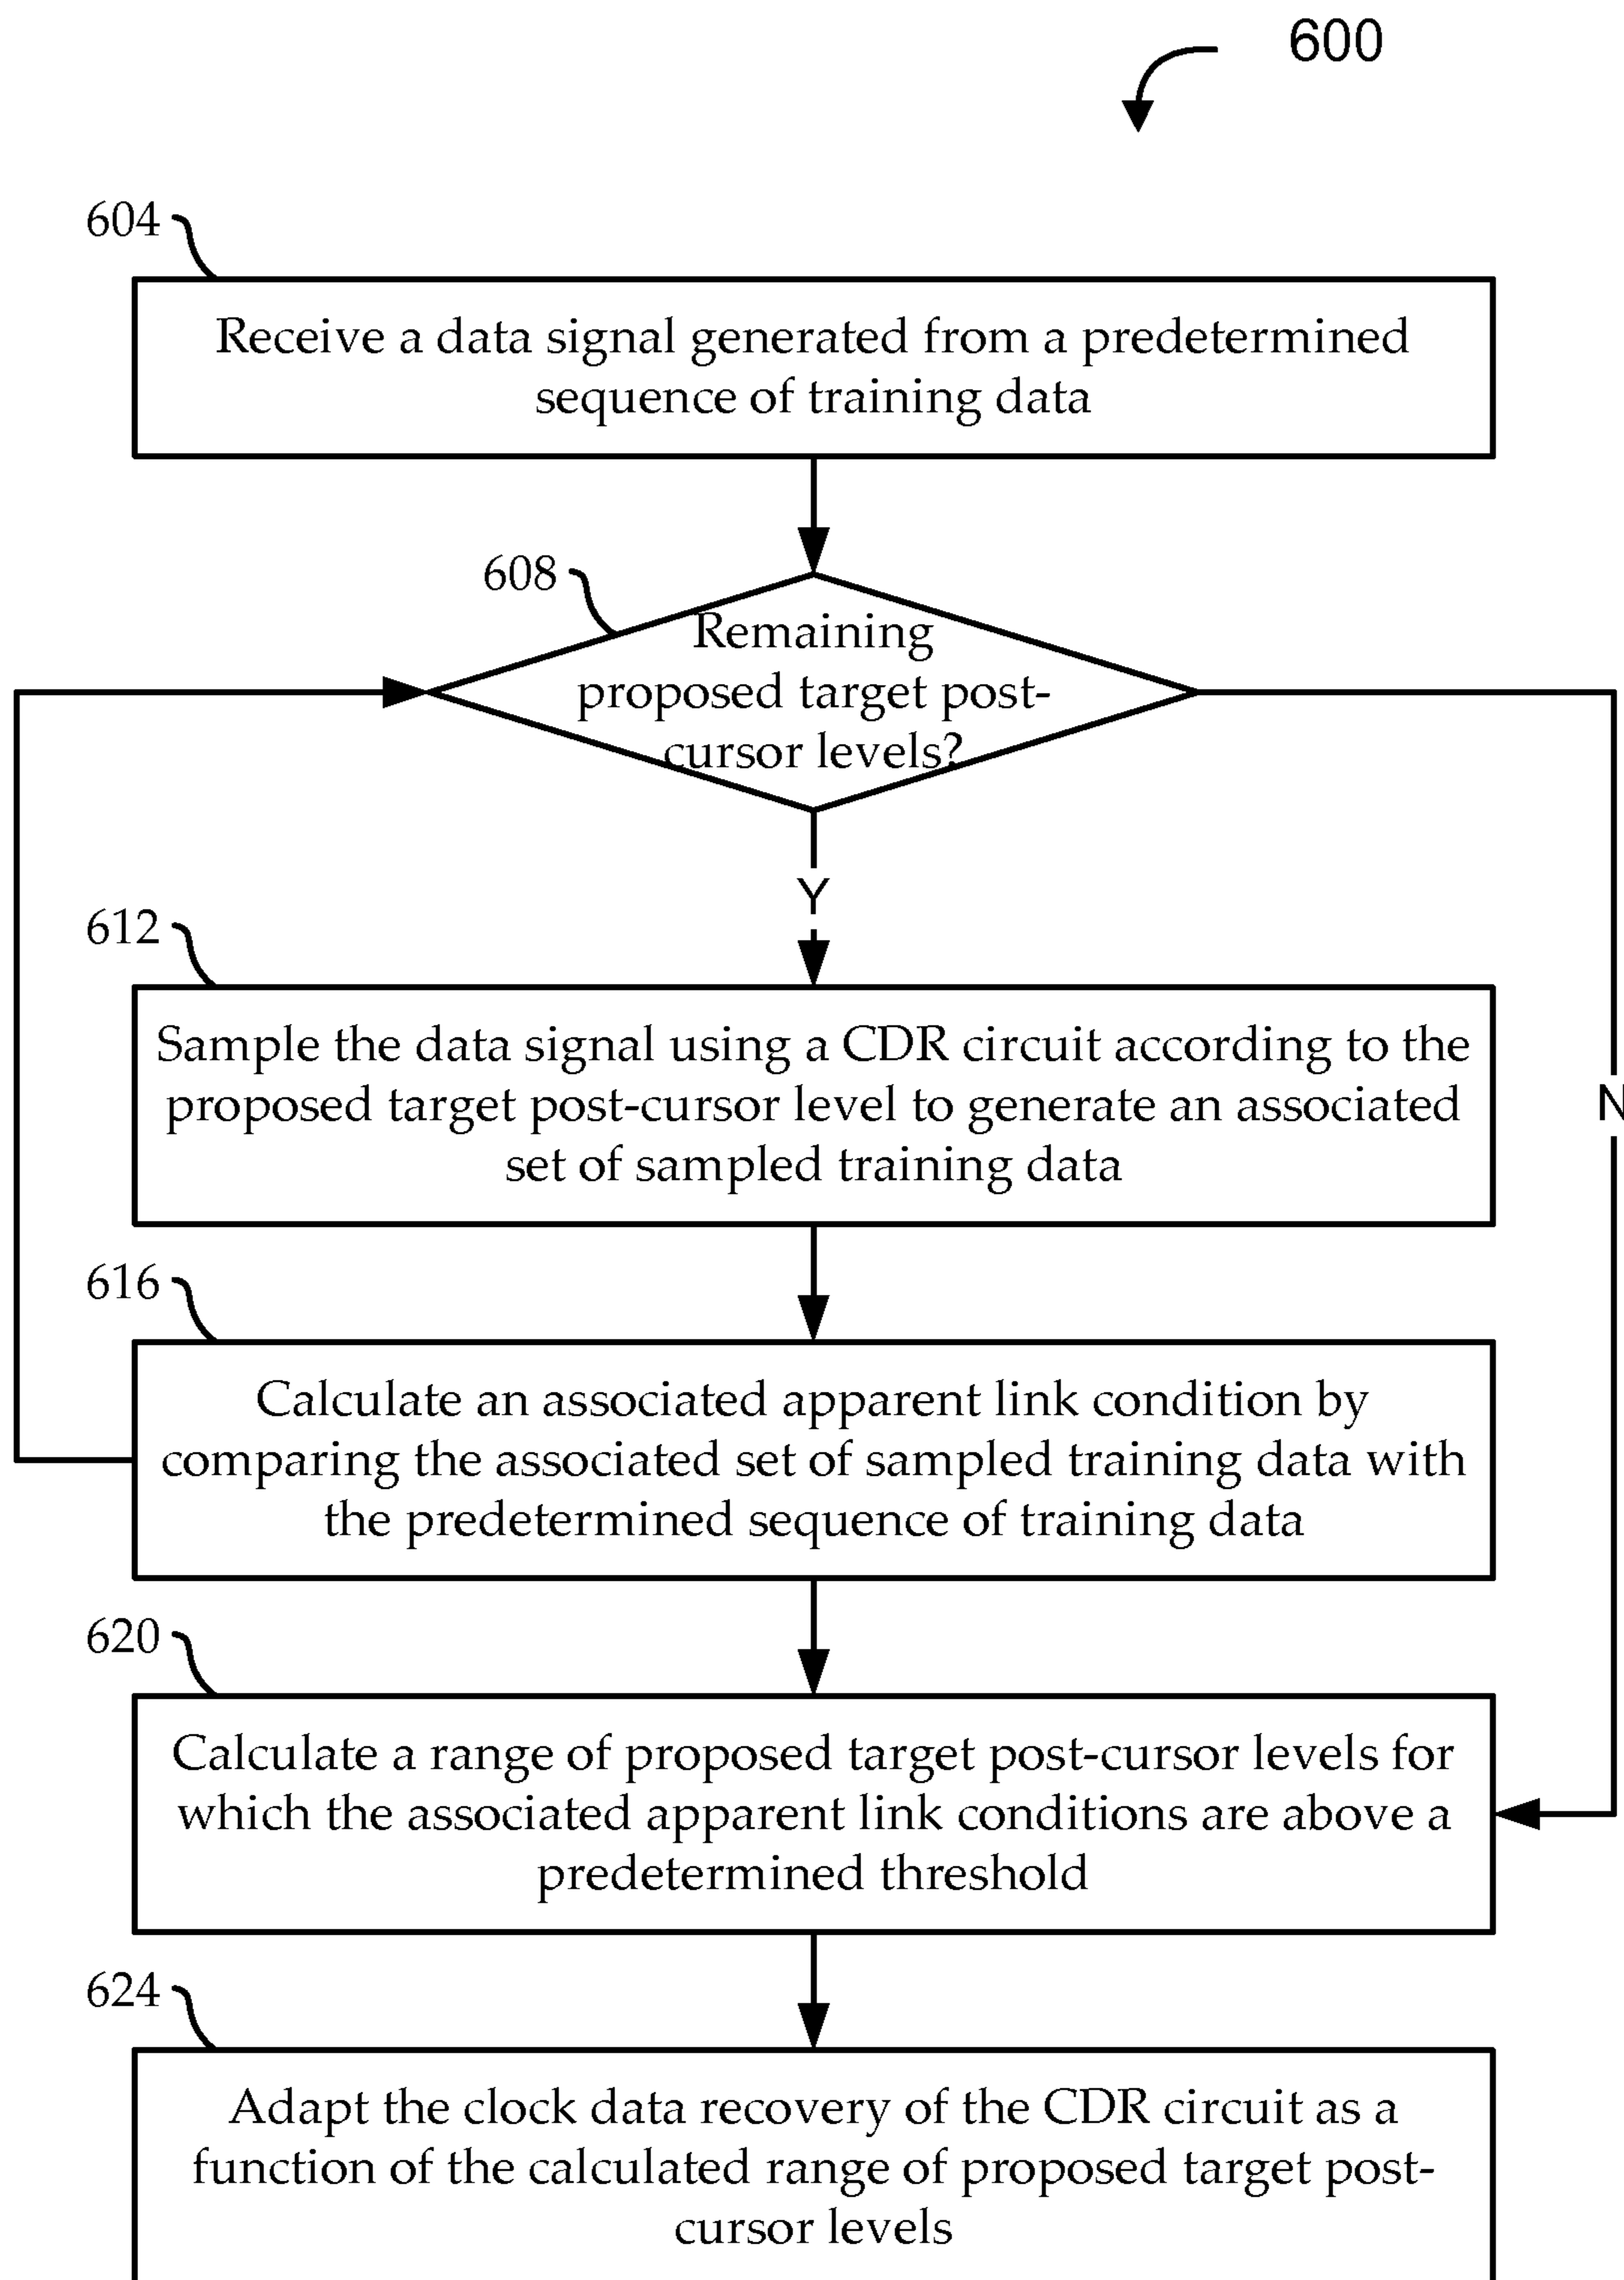 600
604
Receive a data signal generated from a predetermined
sequence of training data
608
Remaining
proposed target post-
cursor levels?
Y
612
Sample the data signal using a CDR circuit according to the
proposed target post-cursor level to generate an associated
set of sampled training data
N
616
Calculate an associated apparent link condition by
comparing the associated set of sampled training data with
the predetermined sequence of training data
620
Calculate a range of proposed target post-cursor levels for
which the associated apparent link conditions are above a
predetermined threshold
624
Adapt the clock data recovery of the CDR circuit as a
function of the calculated range of proposed target post-
cursor levels